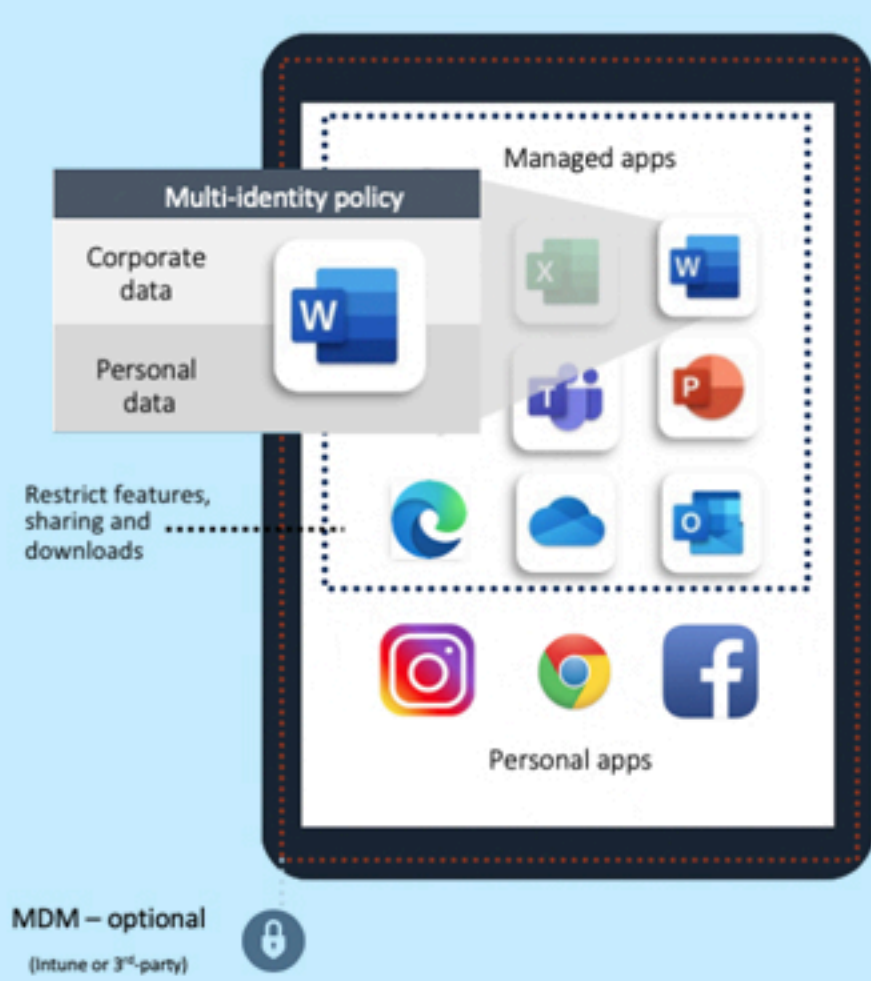 Managed apps
Multi-identity policy
Corporate
data
Personal
data
X
W
W
T
P
O
Restrict features,
sharing and
downloads
f
Personal apps
MDM – optional
(Intune or 3rd-party)